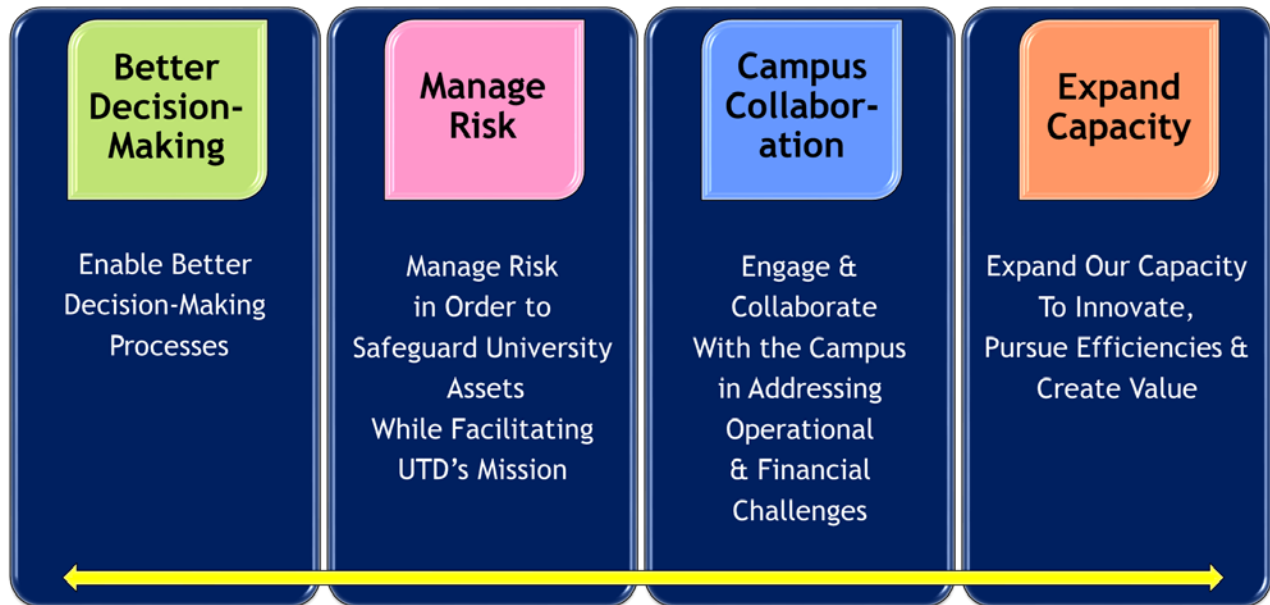 Better
Decision-
Making
Enable Better
Decision-Making
Processes
Manage
Risk
Manage Risk
in Order to
Safeguard University
Assets
While Facilitating
UTD's Mission
Campus
Collabor-
ation
Engage &
Collaborate
With the Campus
in Addressing
Operational
& Financial
Challenges
Expand
Capacity
Expand Our Capacity
To Innovate,
Pursue Efficiencies &
Create Value